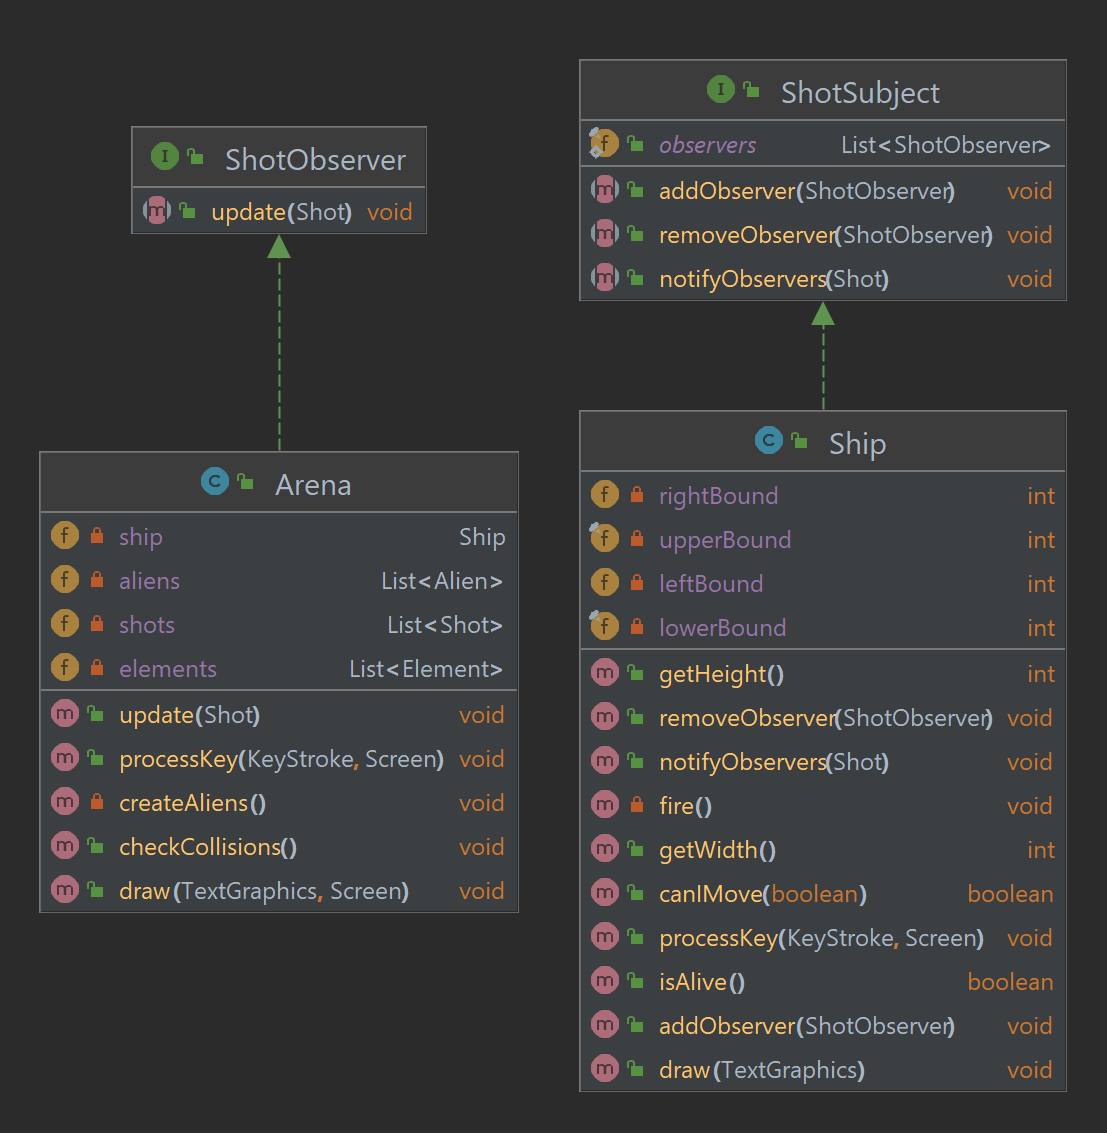 I ShotObserver
m update(Shot) void
I ShotSubject
f observers List<ShotObserver>
m addObserver(ShotObserver) void
m removeObserver(ShotObserver) void
m notifyObservers(Shot) void
C Arena
f ship Ship
f aliens List<Alien>
f shots List<Shot>
f elements List<Element>
m update(Shot) void
m processKey(KeyStroke, Screen) void
m createAliens() void
m checkCollisions() void
m draw(TextGraphics, Screen) void
C Ship
f rightBound int
f upperBound int
f leftBound int
f lowerBound int
m getHeight() int
m removeObserver(ShotObserver) void
m notifyObservers(Shot) void
m fire() void
m getWidth() int
m canIMove(boolean) boolean
m processKey(KeyStroke, Screen) void
m isAlive() boolean
m addObserver(ShotObserver) void
m draw(TextGraphics) void